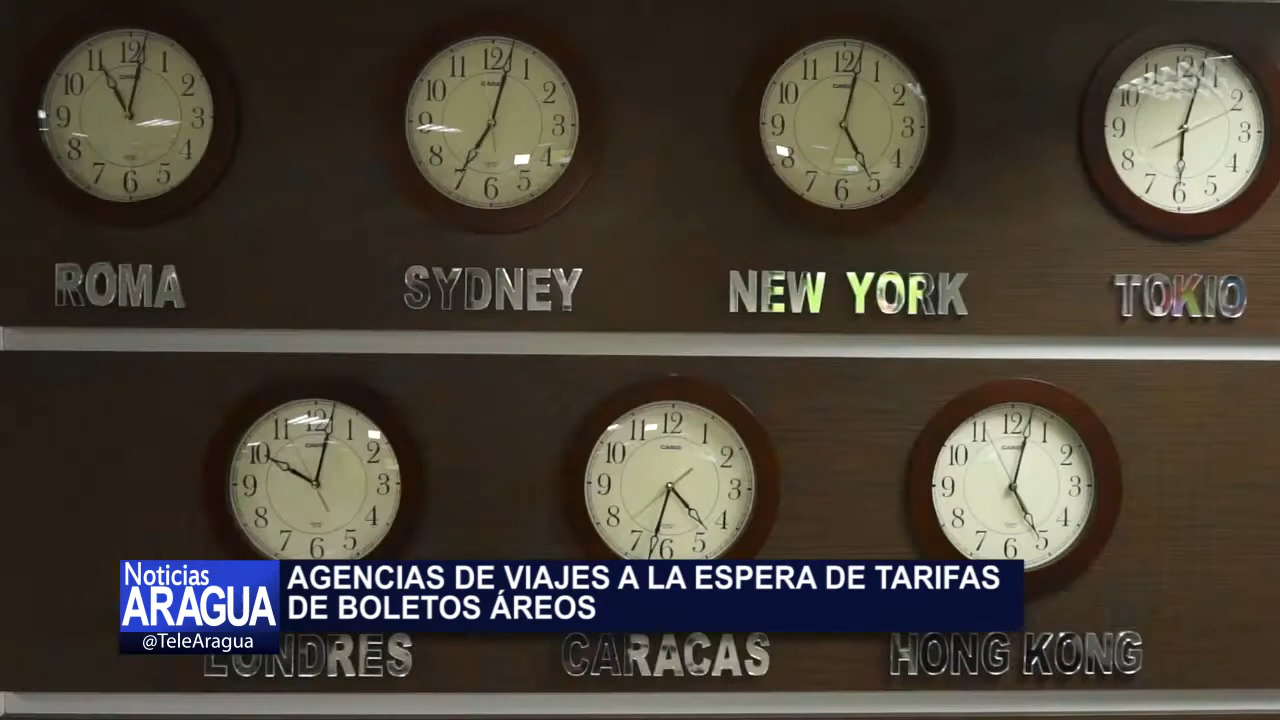 ROMA
SYDNEY
NEW YORK
TOKIO
Noticias
ARAGUA
@TeleAragua
AGENCIAS DE VIAJES A LA ESPERA DE TARIFAS
DE BOLETOS ÁREOS
LONDRES
CARACAS
HONG KONG